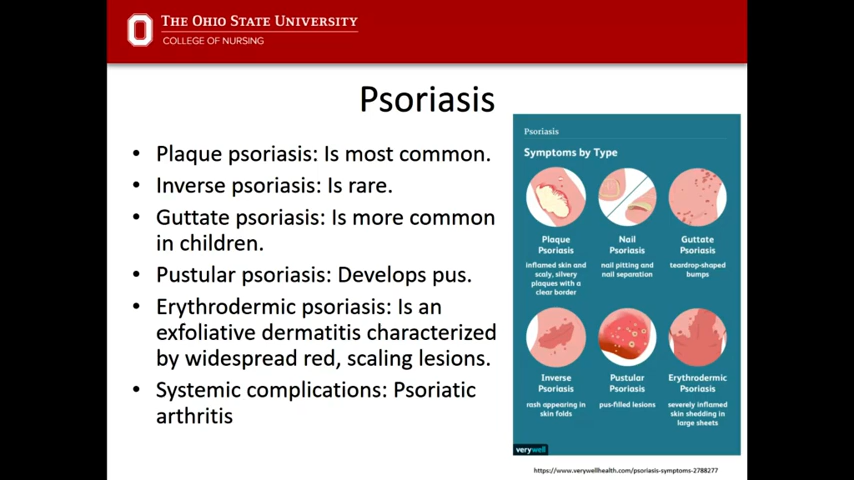 THE OHIO STATE UNIVERSITY
COLLEGE OF NURSING
Psoriasis
• Plaque psoriasis: Is most common.
• Inverse psoriasis: Is rare.
• Guttate psoriasis: Is more common
in children.
• Pustular psoriasis: Develops pus.
• Erythrodermic psoriasis: Is an
exfoliative dermatitis characterized
by widespread red, scaling lesions.
• Systemic complications: Psoriatic
arthritis
Psoriasis
Symptoms by Type
Plaque
Psoriasis
inflamed skin and
scaly, silvery
plaques with a
clear border
Nail
Psoriasis
nail pitting and
nail separation
Guttate
Psoriasis
teardrop-shaped
bumps
Inverse
Psoriasis
rash appearing in
skin folds
Pustular
Psoriasis
pus-filled lesions
Erythrodermic
Psoriasis
severely inflamed
skin shedding in
large sheets
verywell
https://www.verywellhealth.com/psoriasis-symptoms-2788277